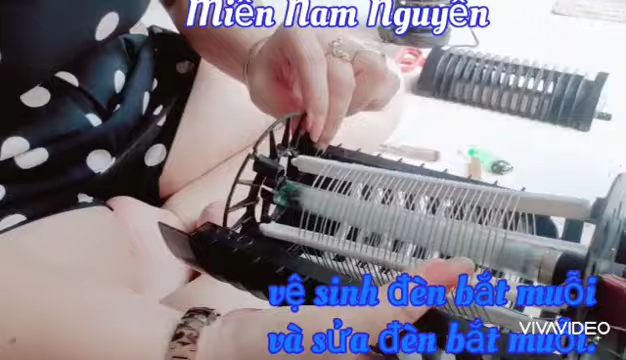 Miền Nam Nguyễn
vệ sinh đèn bắt muỗi
và sửa đèn bắt muỗi.
VIVAVIDEO